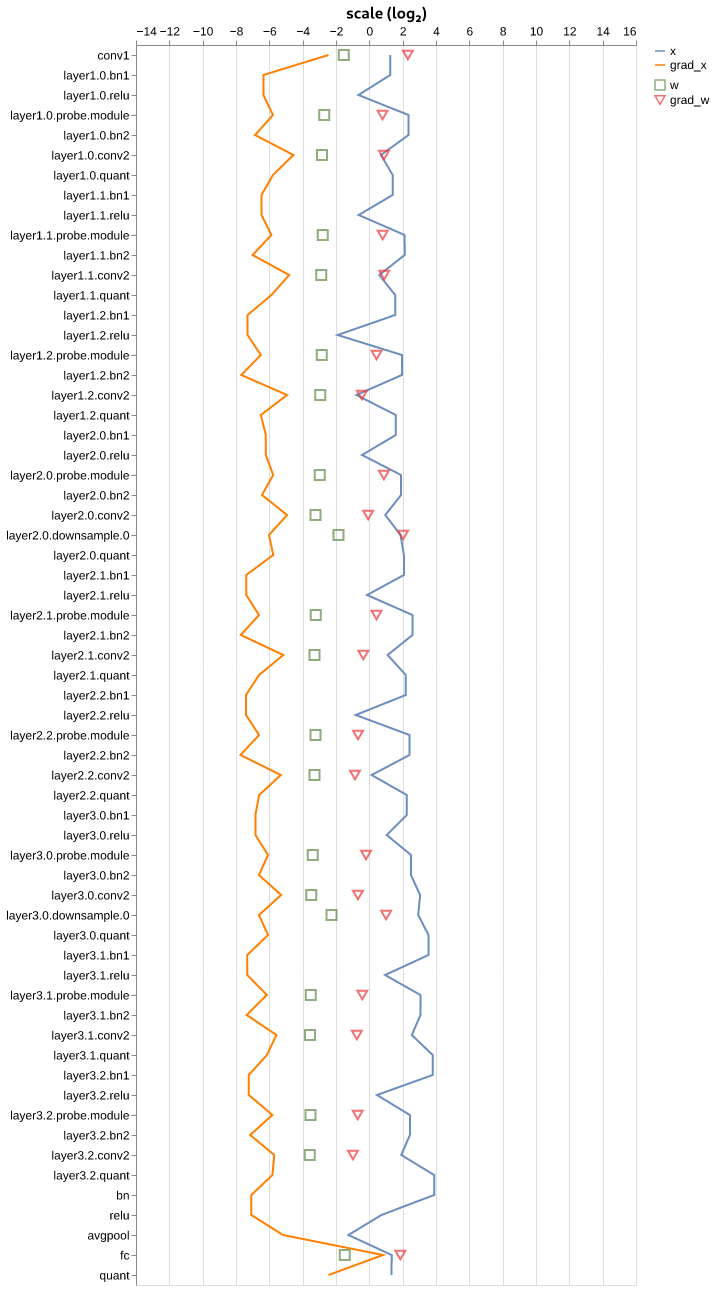 scale (log₂)
−14 −12 −10 −8 −6 −4 −2 0 2 4 6 8 10 12 14 16
x
grad_x
w
grad_w
conv1
layer1.0.bn1
layer1.0.relu
layer1.0.probe.module
layer1.0.bn2
layer1.0.conv2
layer1.0.quant
layer1.1.bn1
layer1.1.relu
layer1.1.probe.module
layer1.1.bn2
layer1.1.conv2
layer1.1.quant
layer1.2.bn1
layer1.2.relu
layer1.2.probe.module
layer1.2.bn2
layer1.2.conv2
layer1.2.quant
layer2.0.bn1
layer2.0.relu
layer2.0.probe.module
layer2.0.bn2
layer2.0.conv2
layer2.0.downsample.0
layer2.0.quant
layer2.1.bn1
layer2.1.relu
layer2.1.probe.module
layer2.1.bn2
layer2.1.conv2
layer2.1.quant
layer2.2.bn1
layer2.2.relu
layer2.2.probe.module
layer2.2.bn2
layer2.2.conv2
layer2.2.quant
layer3.0.bn1
layer3.0.relu
layer3.0.probe.module
layer3.0.bn2
layer3.0.conv2
layer3.0.downsample.0
layer3.0.quant
layer3.1.bn1
layer3.1.relu
layer3.1.probe.module
layer3.1.bn2
layer3.1.conv2
layer3.1.quant
layer3.2.bn1
layer3.2.relu
layer3.2.probe.module
layer3.2.bn2
layer3.2.conv2
layer3.2.quant
bn
relu
avgpool
fc
quant